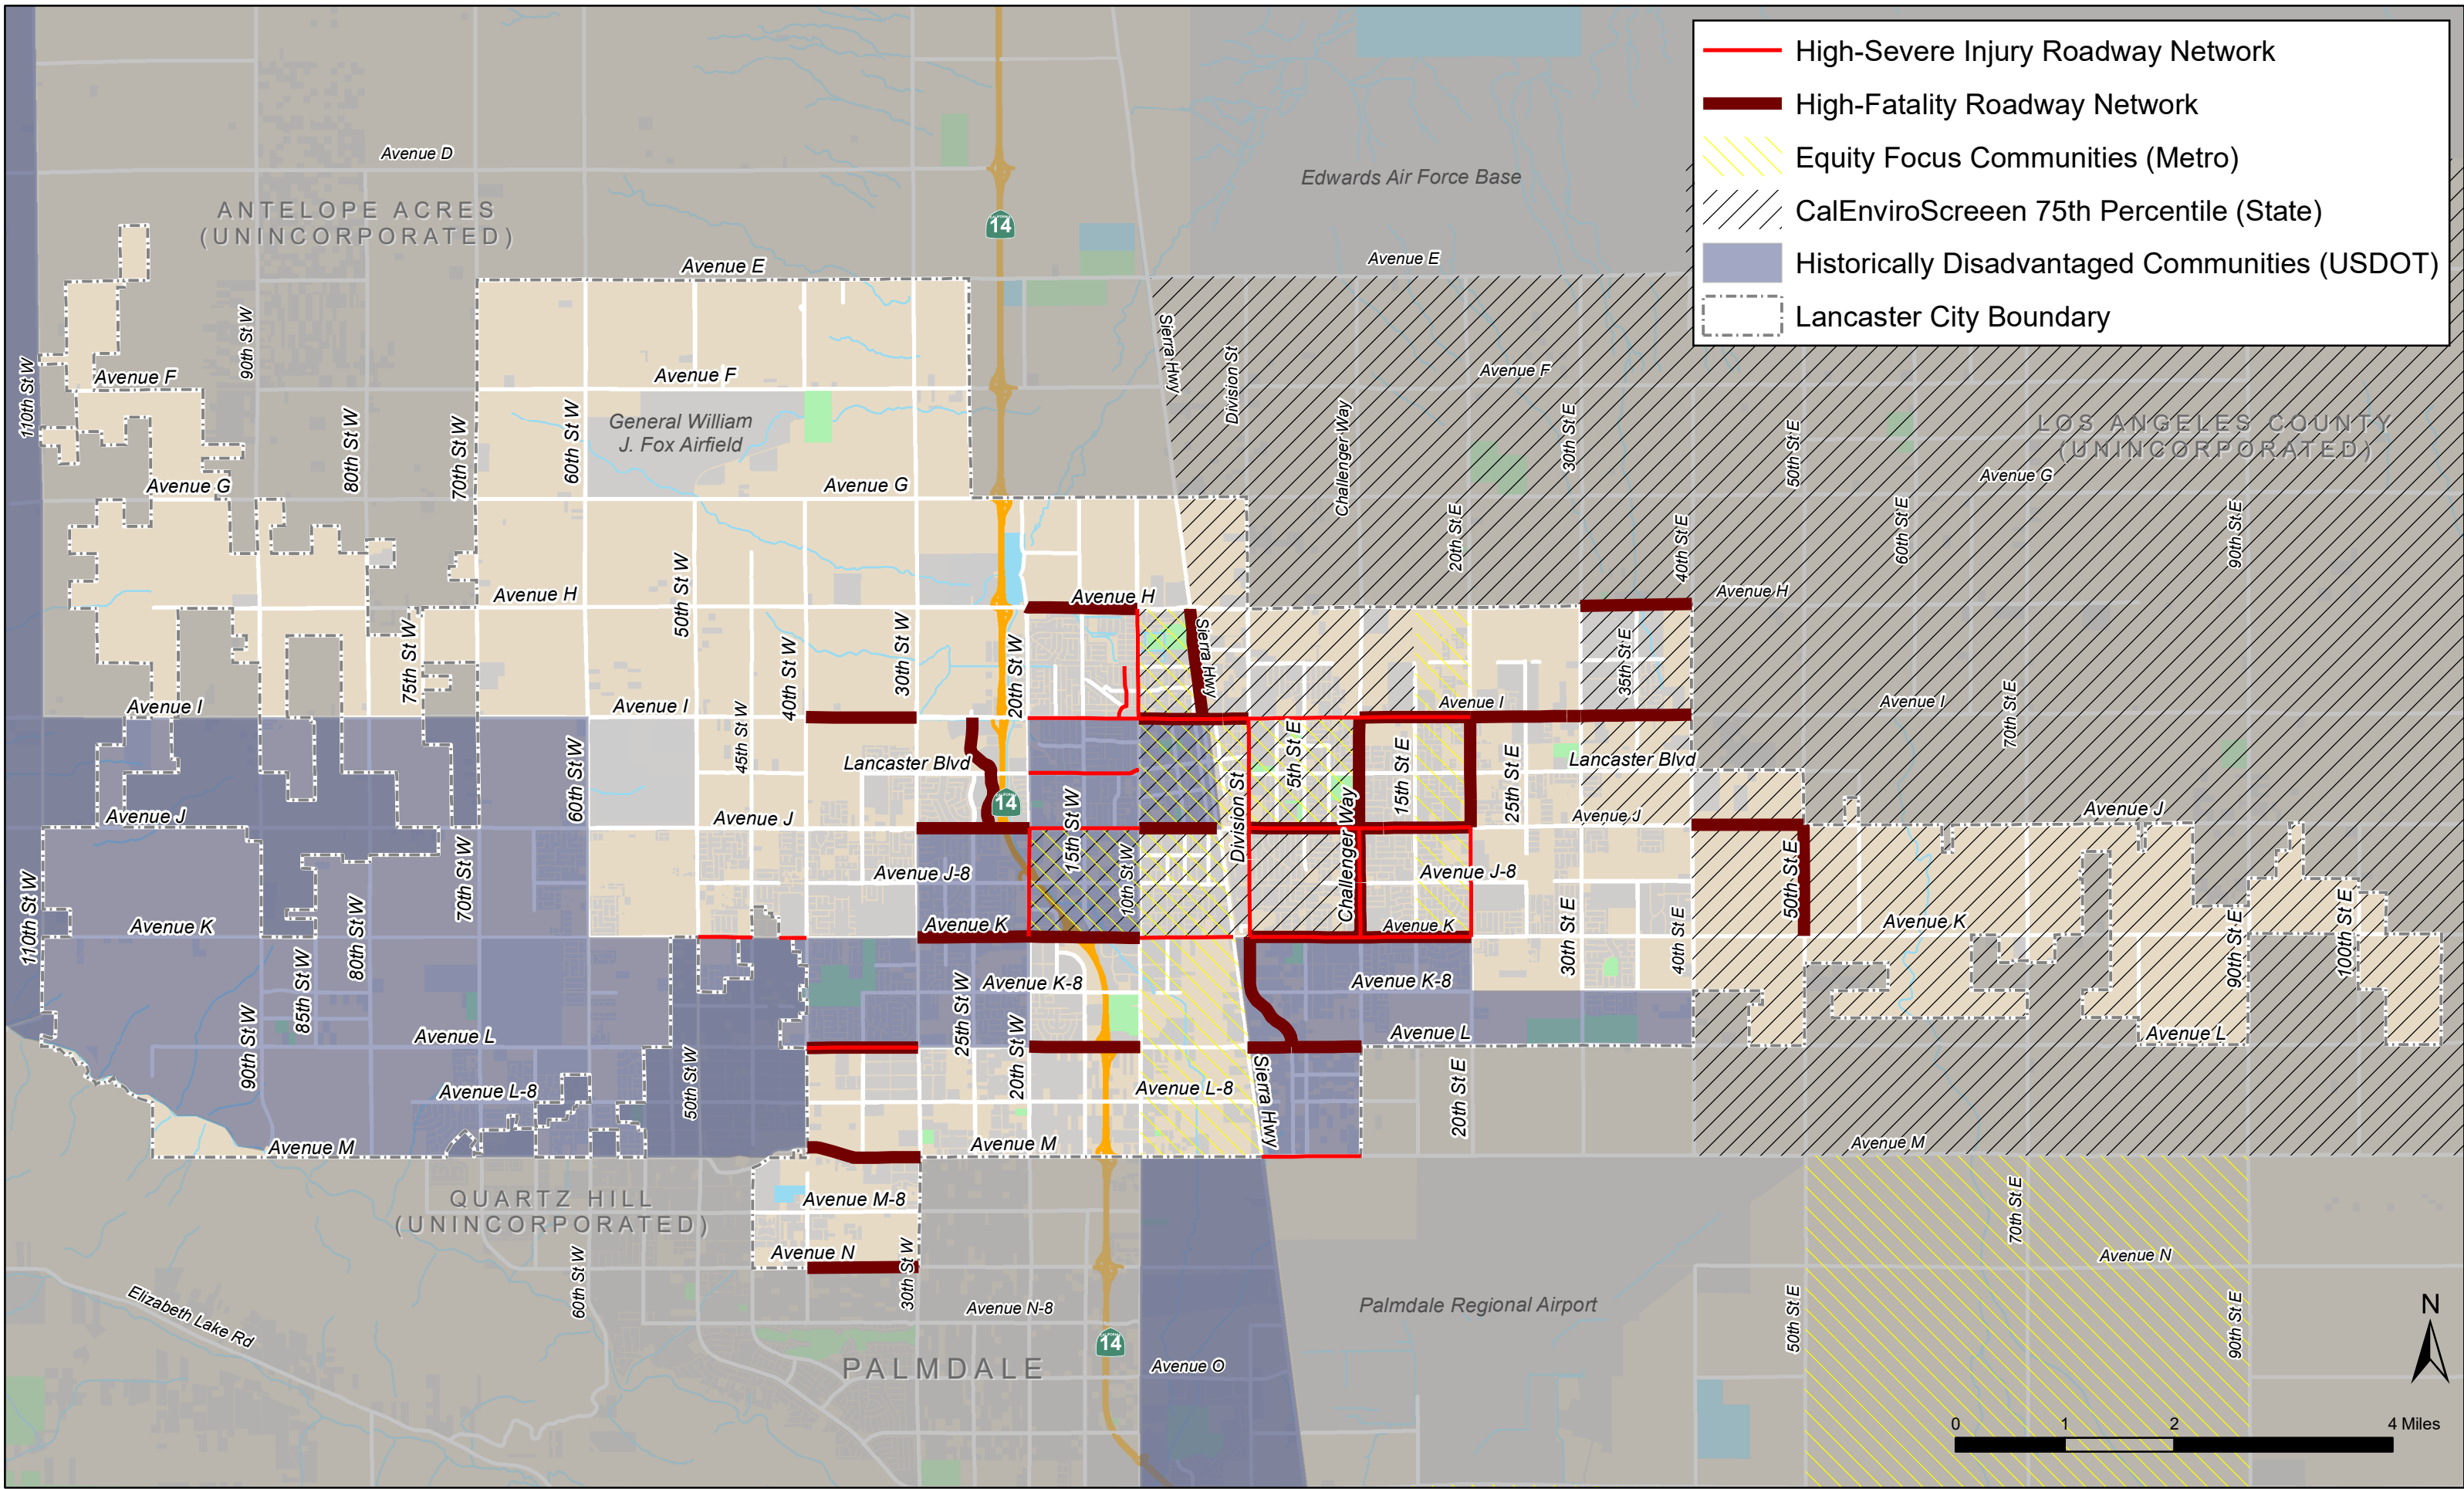 High-Severe Injury Roadway Network
High-Fatality Roadway Network
Equity Focus Communities (Metro)
CalEnviroScreeen 75th Percentile (State)
Historically Disadvantaged Communities (USDOT)
Lancaster City Boundary
Avenue D
Edwards Air Force Base
ANTELOPE ACRES
(UNINCORPORATED)
14
Avenue E
Avenue E
110th St W
90th St W
Avenue F
Avenue F
Sierra Hwy
Division St
Avenue F
General William
J. Fox Airfield
80th St W
70th St W
60th St W
Challenger Way
30th St E
50th St E
LOS ANGELES COUNTY
(UNINCORPORATED)
Avenue G
Avenue G
Avenue G
20th St E
40th St E
60th St E
90th St E
Avenue H
Avenue H
Avenue H
50th St W
75th St W
40th St W
30th St W
20th St W
Sierra Hwy
35th St E
Avenue I
Avenue I
Avenue I
Avenue I
70th St E
60th St W
45th St W
Lancaster Blvd
5th St E
15th St E
25th St E
Lancaster Blvd
14
Avenue J
Avenue J
15th St W
Division St
Challenger Way
Avenue J
Avenue J
110th St W
70th St W
Avenue J-8
10th St W
Avenue J-8
50th St E
Avenue K
80th St W
Avenue K
Avenue K
30th St E
40th St E
Avenue K
90th St E
100th St E
85th St W
25th St W
Avenue K-8
Avenue K-8
90th St W
Avenue L
50th St W
20th St W
Avenue L
Avenue L
Avenue L-8
Avenue L-8
Sierra Hwy
20th St E
Avenue M
Avenue M
Avenue M
QUARTZ HILL
(UNINCORPORATED)
Avenue M-8
70th St E
60th St W
Avenue N
30th St W
Avenue N
Elizabeth Lake Rd
Avenue N-8
Palmdale Regional Airport
50th St E
90th St E
N
14
PALMDALE
Avenue O
0 1 2 4 Miles